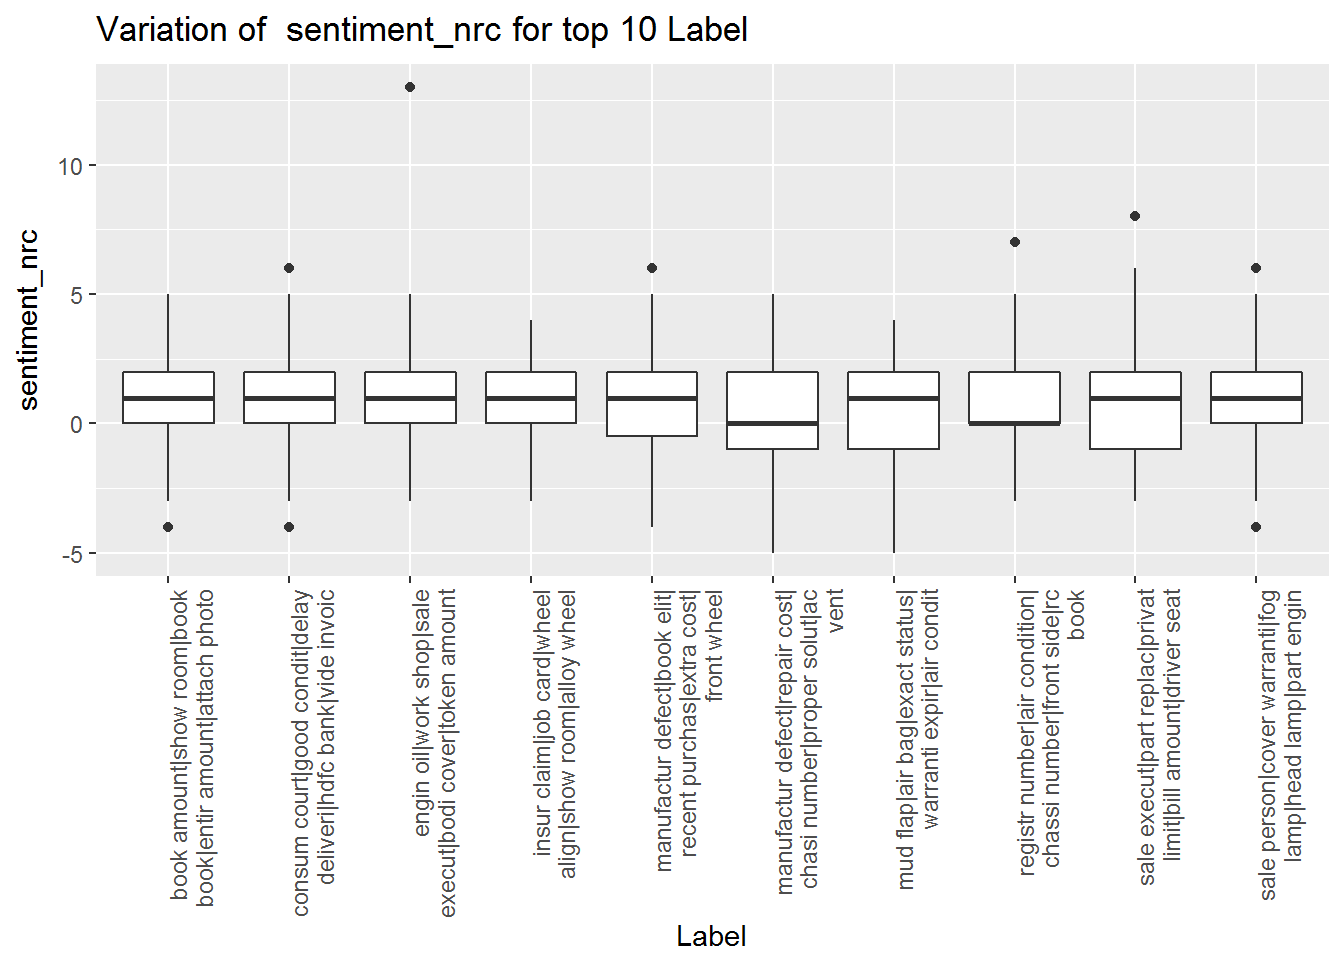 Variation of  sentiment_nrc for top 10 Label
sentiment_nrc
10
5
0
-5
book amount|show room|book
book|entir amount|attach photo
consum court|good condit|delay
deliveri|hdfc bank|vide invoic
engin oil|work shop|sale
execut|bodi cover|token amount
insur claim|job card|wheel
align|show room|alloy wheel
manufactur defect|book elit|
recent purchas|extra cost|
front wheel
manufactur defect|repair cost|
chasi number|proper solut|ac
vent
mud flap|air bag|exact status|
warranti expir|air condit
registr number|air condition|
chassi number|front side|rc
book
sale execut|part replac|privat
limit|bill amount|driver seat
sale person|cover warranti|fog
lamp|head lamp|part engin
Label